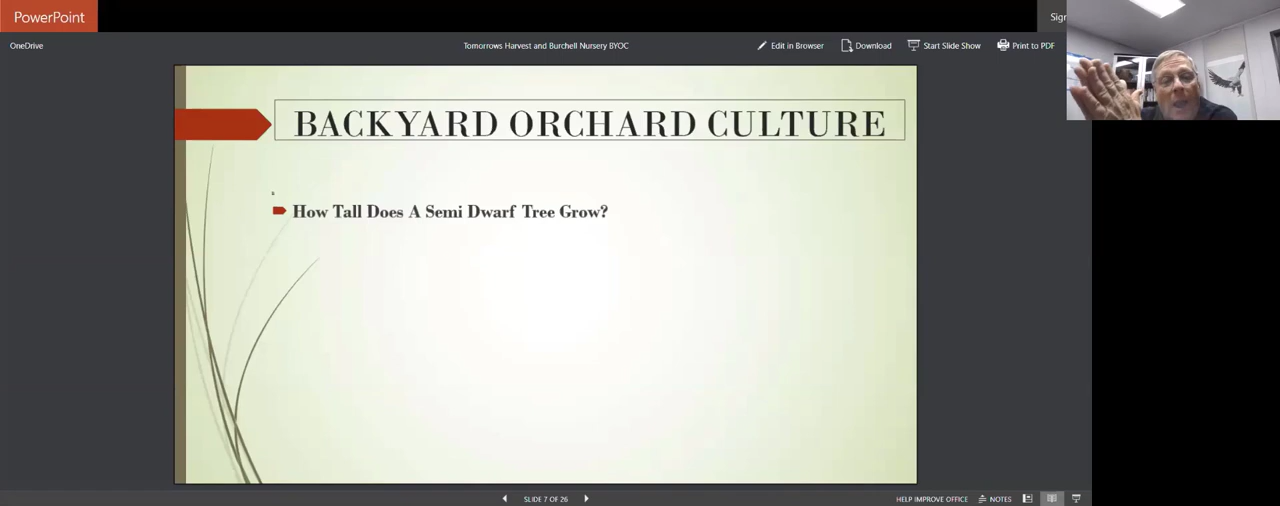 PowerPoint
Sign
OneDrive
Tomorrows Harvest and Burchell Nursery BYOC
Edit in Browser
Download
Start Slide Show
Print to PDF
BACKYARD ORCHARD CULTURE
How Tall Does A Semi Dwarf Tree Grow?
SLIDE 7 OF 26
HELP IMPROVE OFFICE
NOTES